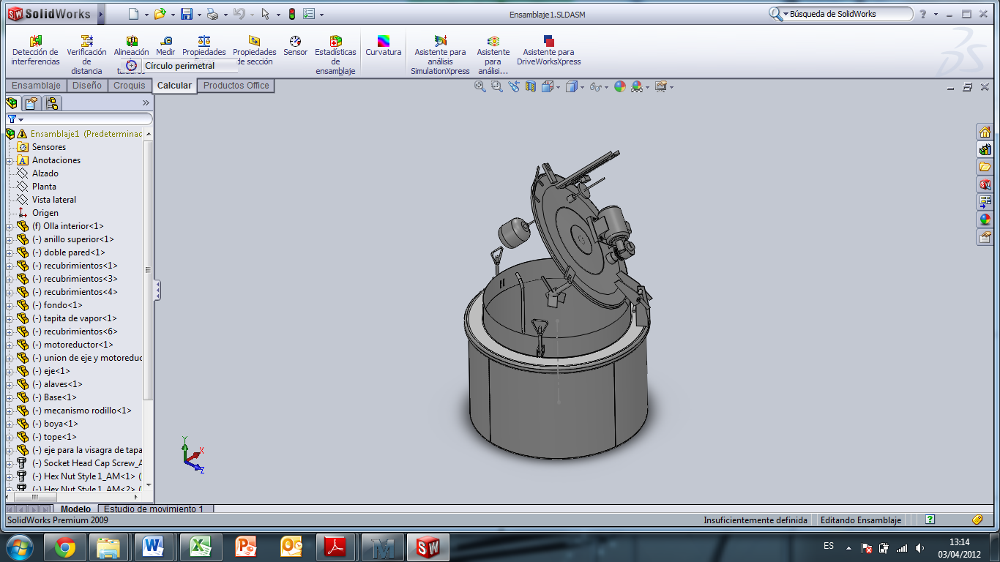 SolidWorks
Ensamblaje1.SLDASM
Búsqueda de SolidWorks
Detección de
interferencias
Verificación
de
distancia
Alineación
Medir
Propiedades
Propiedades
de sección
Sensor
Estadísticas
de
ensamblaje
Curvatura
Asistente para
análisis
SimulationXpress
Asistente
para
análisi...
Asistente para
DriveWorksXpress
Círculo perimetral
Ensamblaje
Diseño
Croquis
Calcular
Productos Office
Ensamblaje1 (Predeterminac
Sensores
Anotaciones
Alzado
Planta
Vista lateral
Origen
(f) Olla interior<1>
(-) anillo superior<1>
(-) doble pared<1>
(-) recubrimientos<1>
(-) recubrimientos<3>
(-) recubrimientos<4>
(-) fondo<1>
(-) tapita de vapor<1>
(-) recubrimientos<6>
(-) motoreductor<1>
(-) union de eje y motoreduc
(-) eje<1>
(-) alaves<1>
(-) Base<1>
(-) mecanismo rodillo<1>
(-) boya<1>
(-) tope<1>
(-) eje para la visagra de tapa
(-) Socket Head Cap Screw_A
(-) Hex Nut Style 1_AM<1> (
(-) Hex Nut Style 1_AM<2> (
Y
X
Z
Modelo
Estudio de movimiento 1
SolidWorks Premium 2009
Insuficientemente definida
Editando Ensamblaje
ES
13:14
03/04/2012